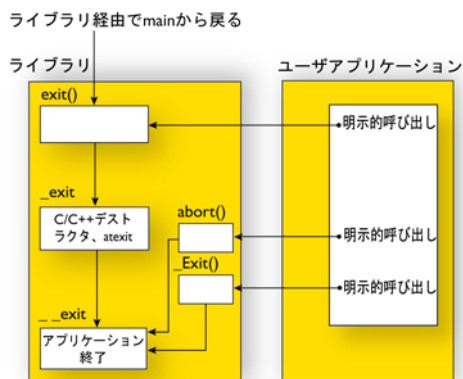 ライブラリ経由でmainから戻る
ライブラリ
ユーザアプリケーション
exit()
明示的呼び出し
_exit
C/C++デスト
ラクタ、atexit
abort()
明示的呼び出し
_Exit()
明示的呼び出し
_ _exit
アプリケーション
終了